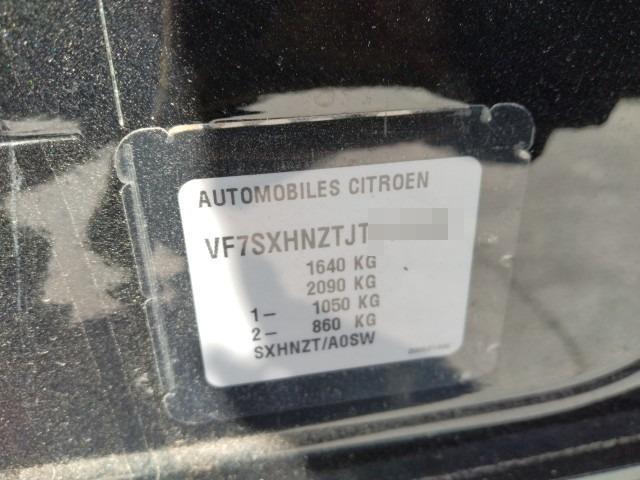 AUTOMOBILES CITROEN
VF7SXHNZTJT
1640 KG
2090 KG
1– 1050 KG
2– 860 KG
SXHNZT/A0SW